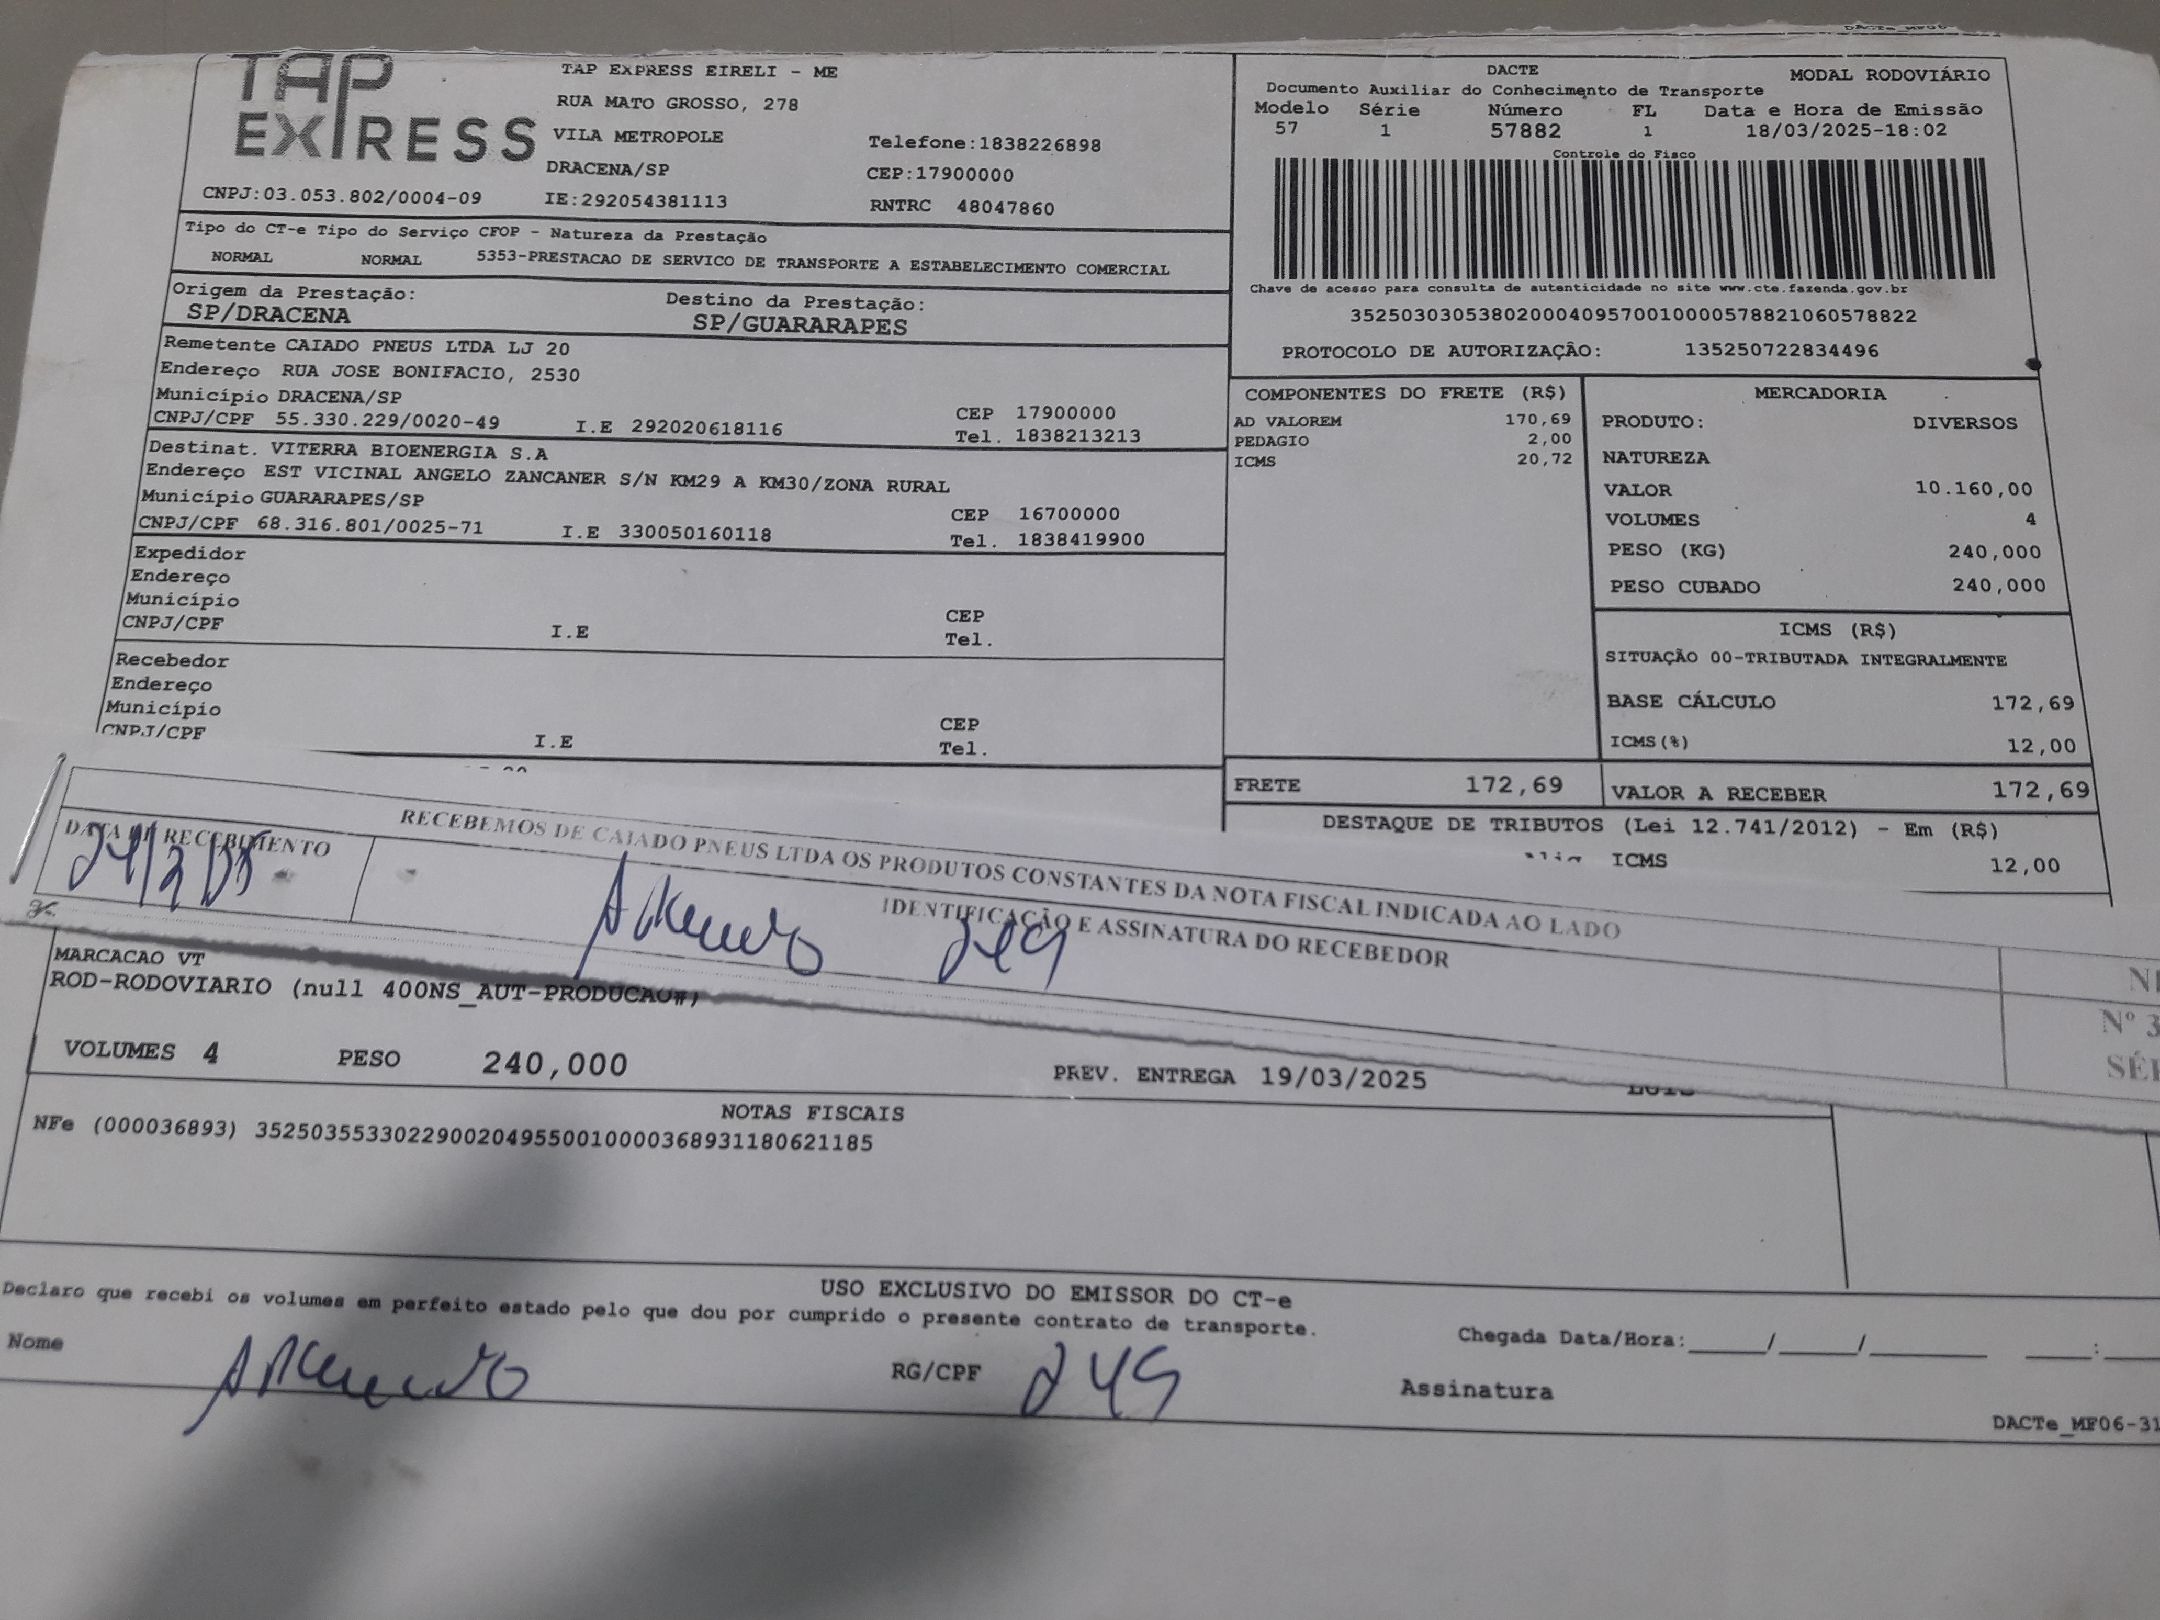 DACTe_MF06
TAP EXPRESS
TAP EXPRESS EIRELI - ME
RUA MATO GROSSO, 278
VILA METROPOLE Telefone:1838226898
DRACENA/SP CEP:17900000
CNPJ:03.053.802/0004-09 IE:292054381113 RNTRC 48047860
DACTE MODAL RODOVIÁRIO
Documento Auxiliar do Conhecimento de Transporte
Modelo Série Número FL Data e Hora de Emissão
57 1 57882 1 18/03/2025-18:02
Controle do Fisco
Chave de acesso para consulta de autenticidade no site www.cte.fazenda.gov.br
35250303053802000409570010000578821060578822
PROTOCOLO DE AUTORIZAÇÃO: 135250722834496
Tipo do CT-e Tipo do Serviço CFOP - Natureza da Prestação
NORMAL NORMAL 5353-PRESTACAO DE SERVICO DE TRANSPORTE A ESTABELECIMENTO COMERCIAL
Origem da Prestação: Destino da Prestação:
SP/DRACENA SP/GUARARAPES
Remetente CAIADO PNEUS LTDA LJ 20
Endereço RUA JOSE BONIFACIO, 2530
Município DRACENA/SP CEP 17900000
CNPJ/CPF 55.330.229/0020-49 I.E 292020618116 Tel. 1838213213
Destinat. VITERRA BIOENERGIA S.A
Endereço EST VICINAL ANGELO ZANCANER S/N KM29 A KM30/ZONA RURAL
Município GUARARAPES/SP CEP 16700000
CNPJ/CPF 68.316.801/0025-71 I.E 330050160118 Tel. 1838419900
Expedidor
Endereço
Município CEP
CNPJ/CPF I.E Tel.
Recebedor
Endereço
Município CEP
CNPJ/CPF I.E Tel.
COMPONENTES DO FRETE (R$)
AD VALOREM 170,69
PEDAGIO 2,00
ICMS 20,72
FRETE 172,69
MERCADORIA
PRODUTO: DIVERSOS
NATUREZA
VALOR 10.160,00
VOLUMES 4
PESO (KG) 240,000
PESO CUBADO 240,000
ICMS (R$)
SITUAÇÃO 00-TRIBUTADA INTEGRALMENTE
BASE CÁLCULO 172,69
ICMS(%) 12,00
VALOR A RECEBER 172,69
DESTAQUE DE TRIBUTOS (Lei 12.741/2012) - Em (R$)
ICMS 12,00
RECEBEMOS DE CAIADO PNEUS LTDA OS PRODUTOS CONSTANTES DA NOTA FISCAL INDICADA AO LADO
DATA DE RECEBIMENTO
IDENTIFICAÇÃO E ASSINATURA DO RECEBEDOR
Nº 3
SÉ
MARCACAO VT
ROD-RODOVIARIO (null 400NS_AUT-PRODUCAO#)
VOLUMES 4 PESO 240,000 PREV. ENTREGA 19/03/2025
NOTAS FISCAIS
NFe (000036893) 35250355330229002049550010000368931180621185
USO EXCLUSIVO DO EMISSOR DO CT-e
Declaro que recebi os volumes em perfeito estado pelo que dou por cumprido o presente contrato de transporte.
Chegada Data/Hora:____/____/______ ____:
Nome RG/CPF 249 Assinatura
DACTe_MF06-31